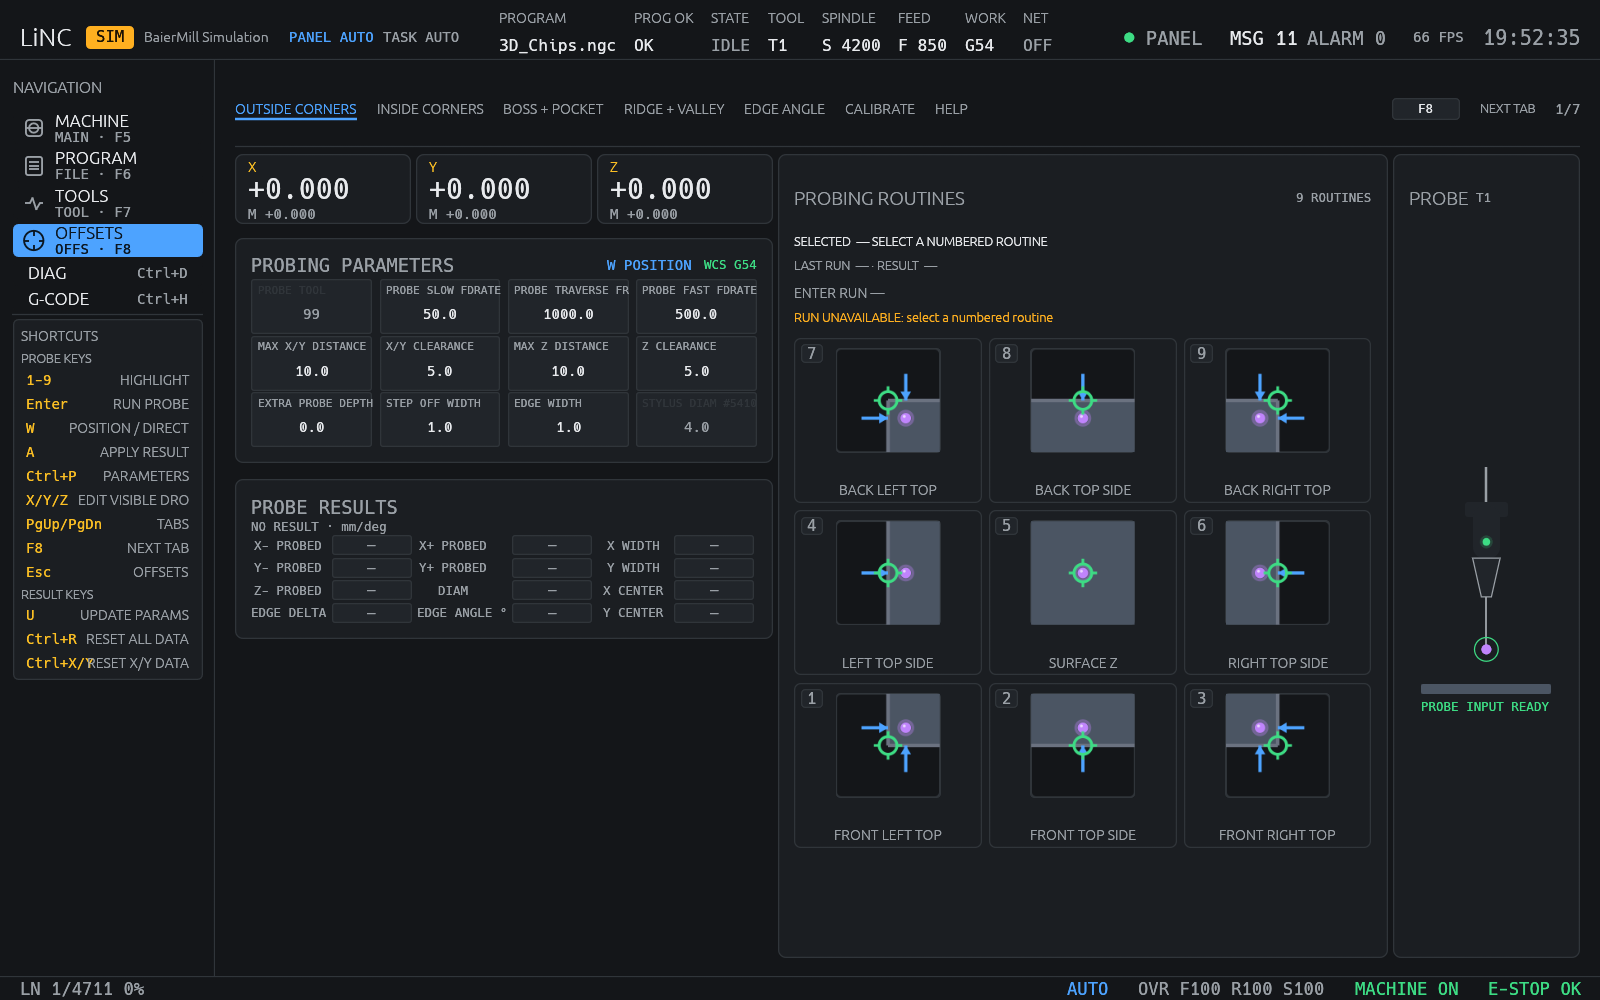 LiNC SIM BaierMill Simulation PANEL AUTO TASK AUTO
PROGRAM PROG OK STATE TOOL SPINDLE FEED WORK NET
3D_Chips.ngc OK IDLE T1 S 4200 F 850 G54 OFF
PANEL MSG 11 ALARM 0 66 FPS 19:52:35
NAVIGATION
MACHINE
MAIN · F5
PROGRAM
FILE · F6
TOOLS
TOOL · F7
OFFSETS
OFFS · F8
DIAG Ctrl+D
G-CODE Ctrl+H
SHORTCUTS
PROBE KEYS
1-9 HIGHLIGHT
Enter RUN PROBE
W POSITION / DIRECT
A APPLY RESULT
Ctrl+P PARAMETERS
X/Y/Z EDIT VISIBLE DRO
PgUp/PgDn TABS
F8 NEXT TAB
Esc OFFSETS
RESULT KEYS
U UPDATE PARAMS
Ctrl+R RESET ALL DATA
Ctrl+X/Y RESET X/Y DATA
OUTSIDE CORNERS INSIDE CORNERS BOSS + POCKET RIDGE + VALLEY EDGE ANGLE CALIBRATE HELP F8 NEXT TAB 1/7
X Y Z
+0.000 +0.000 +0.000
M +0.000 M +0.000 M +0.000
PROBING PARAMETERS W POSITION WCS G54
PROBE TOOL PROBE SLOW FDRATE PROBE TRAVERSE FR PROBE FAST FDRATE
99 50.0 1000.0 500.0
MAX X/Y DISTANCE X/Y CLEARANCE MAX Z DISTANCE Z CLEARANCE
10.0 5.0 10.0 5.0
EXTRA PROBE DEPTH STEP OFF WIDTH EDGE WIDTH STYLUS DIAM #5410
0.0 1.0 1.0 4.0
PROBE RESULTS
NO RESULT · mm/deg
X- PROBED — X+ PROBED — X WIDTH —
Y- PROBED — Y+ PROBED — Y WIDTH —
Z- PROBED — DIAM — X CENTER —
EDGE DELTA — EDGE ANGLE ° — Y CENTER —
PROBING ROUTINES 9 ROUTINES
SELECTED — SELECT A NUMBERED ROUTINE
LAST RUN — · RESULT —
ENTER RUN —
RUN UNAVAILABLE: select a numbered routine
7 8 9
BACK LEFT TOP BACK TOP SIDE BACK RIGHT TOP
4 5 6
LEFT TOP SIDE SURFACE Z RIGHT TOP SIDE
1 2 3
FRONT LEFT TOP FRONT TOP SIDE FRONT RIGHT TOP
PROBE T1
PROBE INPUT READY
LN 1/4711 0% AUTO OVR F100 R100 S100 MACHINE ON E-STOP OK